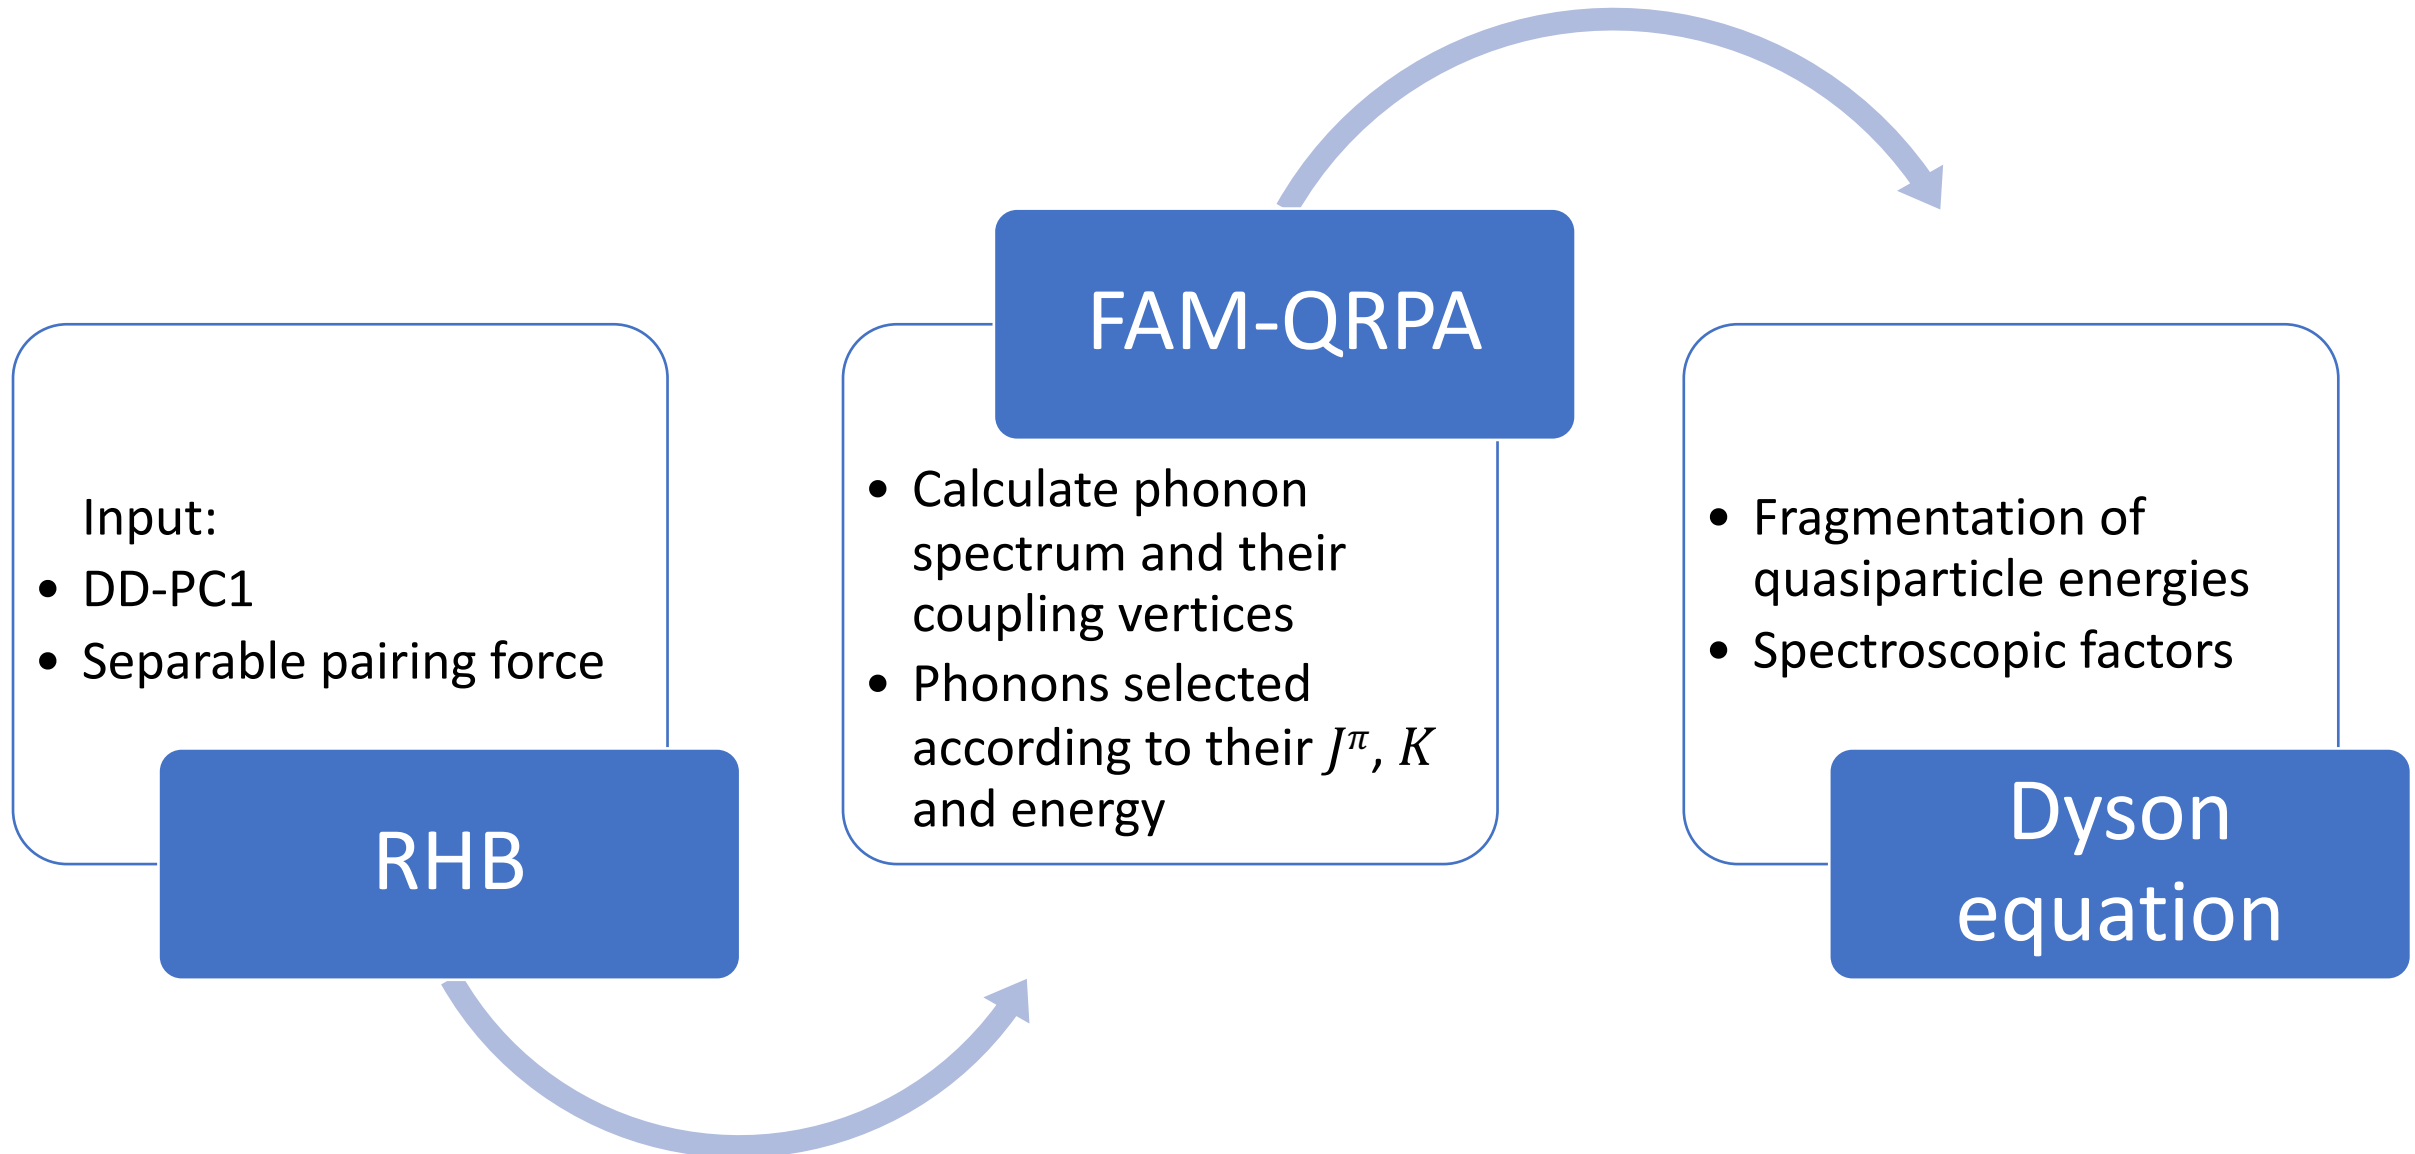 Input:
• DD-PC1
• Separable pairing force
RHB
FAM-QRPA
• Calculate phonon
spectrum and their
coupling vertices
• Phonons selected
according to their 𝐽^𝜋, 𝐾
and energy
• Fragmentation of
quasiparticle energies
• Spectroscopic factors
Dyson
equation